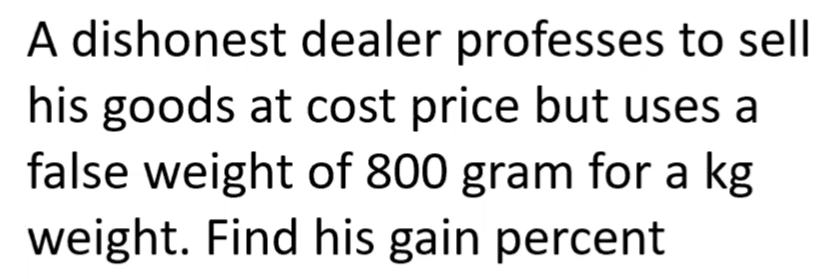 A dishonest dealer professes to sell
his goods at cost price but uses a
false weight of 800 gram for a kg
weight. Find his gain percent